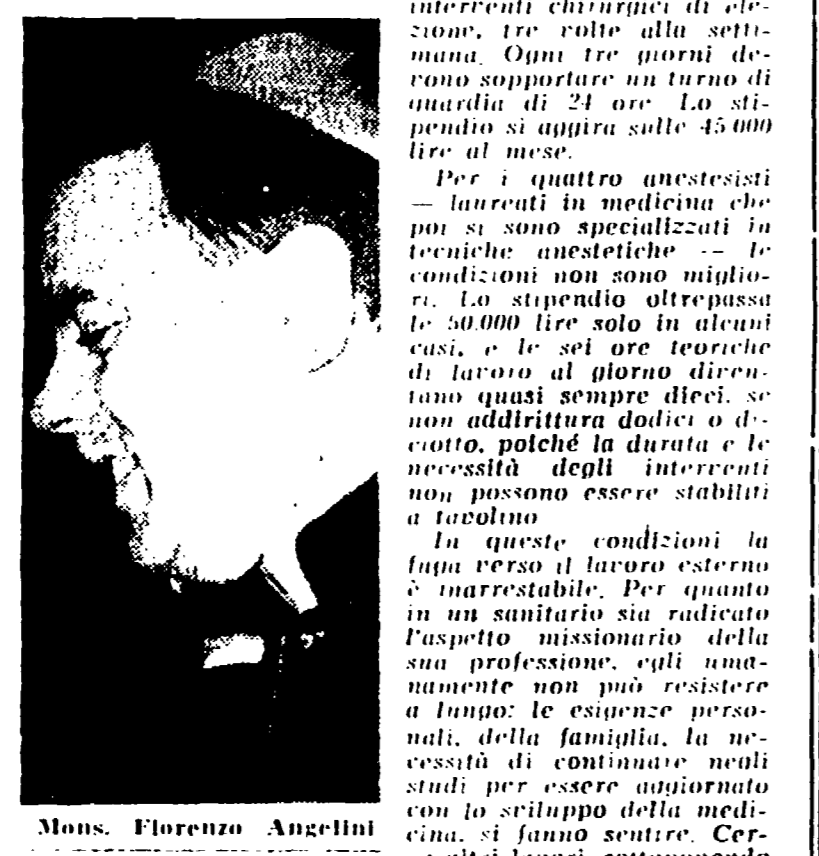 interventi chirurgici di ele-
zione, tre volte alla setti-
mana. Ogni tre giorni de-
vono sopportare un turno di
guardia di 24 ore Lo sti-
pendio si aggira sulle 45.000
lire al mese.
Per i quattro anestesisti
— laureati in medicina che
poi si sono specializzati in
tecniche anestetiche -- le
condizioni non sono miglio-
ri. Lo stipendio oltrepassa
le 50.000 lire solo in alcuni
casi, e le sei ore teoriche
di lavoro al giorno diven-
tano quasi sempre dieci, se
non addirittura dodici o di-
ciotto, poiché la durata e le
necessità degli interventi
non possono essere stabiliti
a tavolino
In queste condizioni la
fuga verso il lavoro esterno
è inarrestabile. Per quanto
in un sanitario sia radicato
l'aspetto missionario della
sua professione, egli uma-
namente non può resistere
a lungo: le esigenze perso-
nali, della famiglia, la ne-
cessità di continuare negli
studi per essere aggiornato
con lo sviluppo della medi-
cina, si fanno sentire. Cer-
altri lavori
Mons. Fiorenzo Angelini